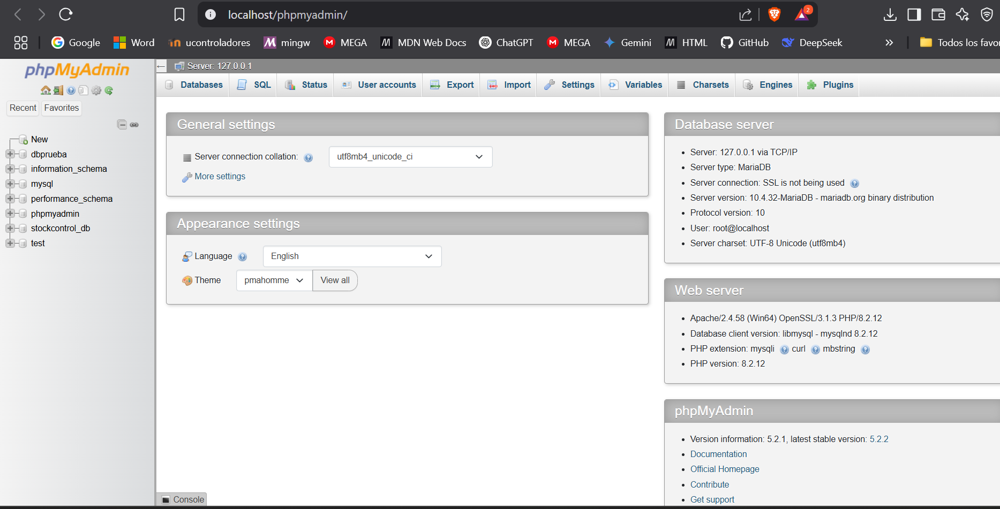 localhost/phpmyadmin/
2
Google Word ucontroladores mingw MEGA MDN Web Docs ChatGPT MEGA Gemini HTML GitHub DeepSeek » Todos los favor
phpMyAdmin
Recent Favorites
New
dbprueba
information_schema
mysql
performance_schema
phpmyadmin
stockcontrol_db
test
Server: 127.0.0.1
Databases SQL Status User accounts Export Import Settings Variables Charsets Engines Plugins
General settings
Server connection collation: utf8mb4_unicode_ci
More settings
Appearance settings
Language English
Theme pmahomme View all
Database server
Server: 127.0.0.1 via TCP/IP
Server type: MariaDB
Server connection: SSL is not being used
Server version: 10.4.32-MariaDB - mariadb.org binary distribution
Protocol version: 10
User: root@localhost
Server charset: UTF-8 Unicode (utf8mb4)
Web server
Apache/2.4.58 (Win64) OpenSSL/3.1.3 PHP/8.2.12
Database client version: libmysql - mysqlnd 8.2.12
PHP extension: mysqli curl mbstring
PHP version: 8.2.12
phpMyAdmin
Version information: 5.2.1, latest stable version: 5.2.2
Documentation
Official Homepage
Contribute
Get support
Console